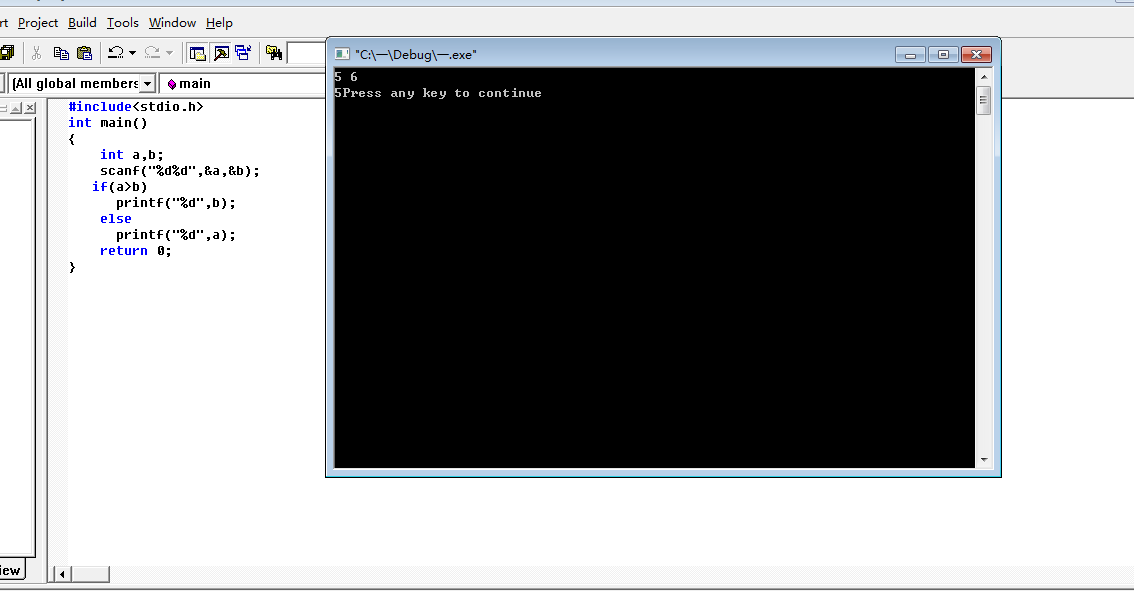 rt Project Build Tools Window Help
(All global members main
#include<stdio.h>
int main()
{
int a,b;
scanf("%d%d",&a,&b);
if(a>b)
printf("%d",b);
else
printf("%d",a);
return 0;
}
iew
"C:\一\Debug\一.exe"
5 6
5Press any key to continue